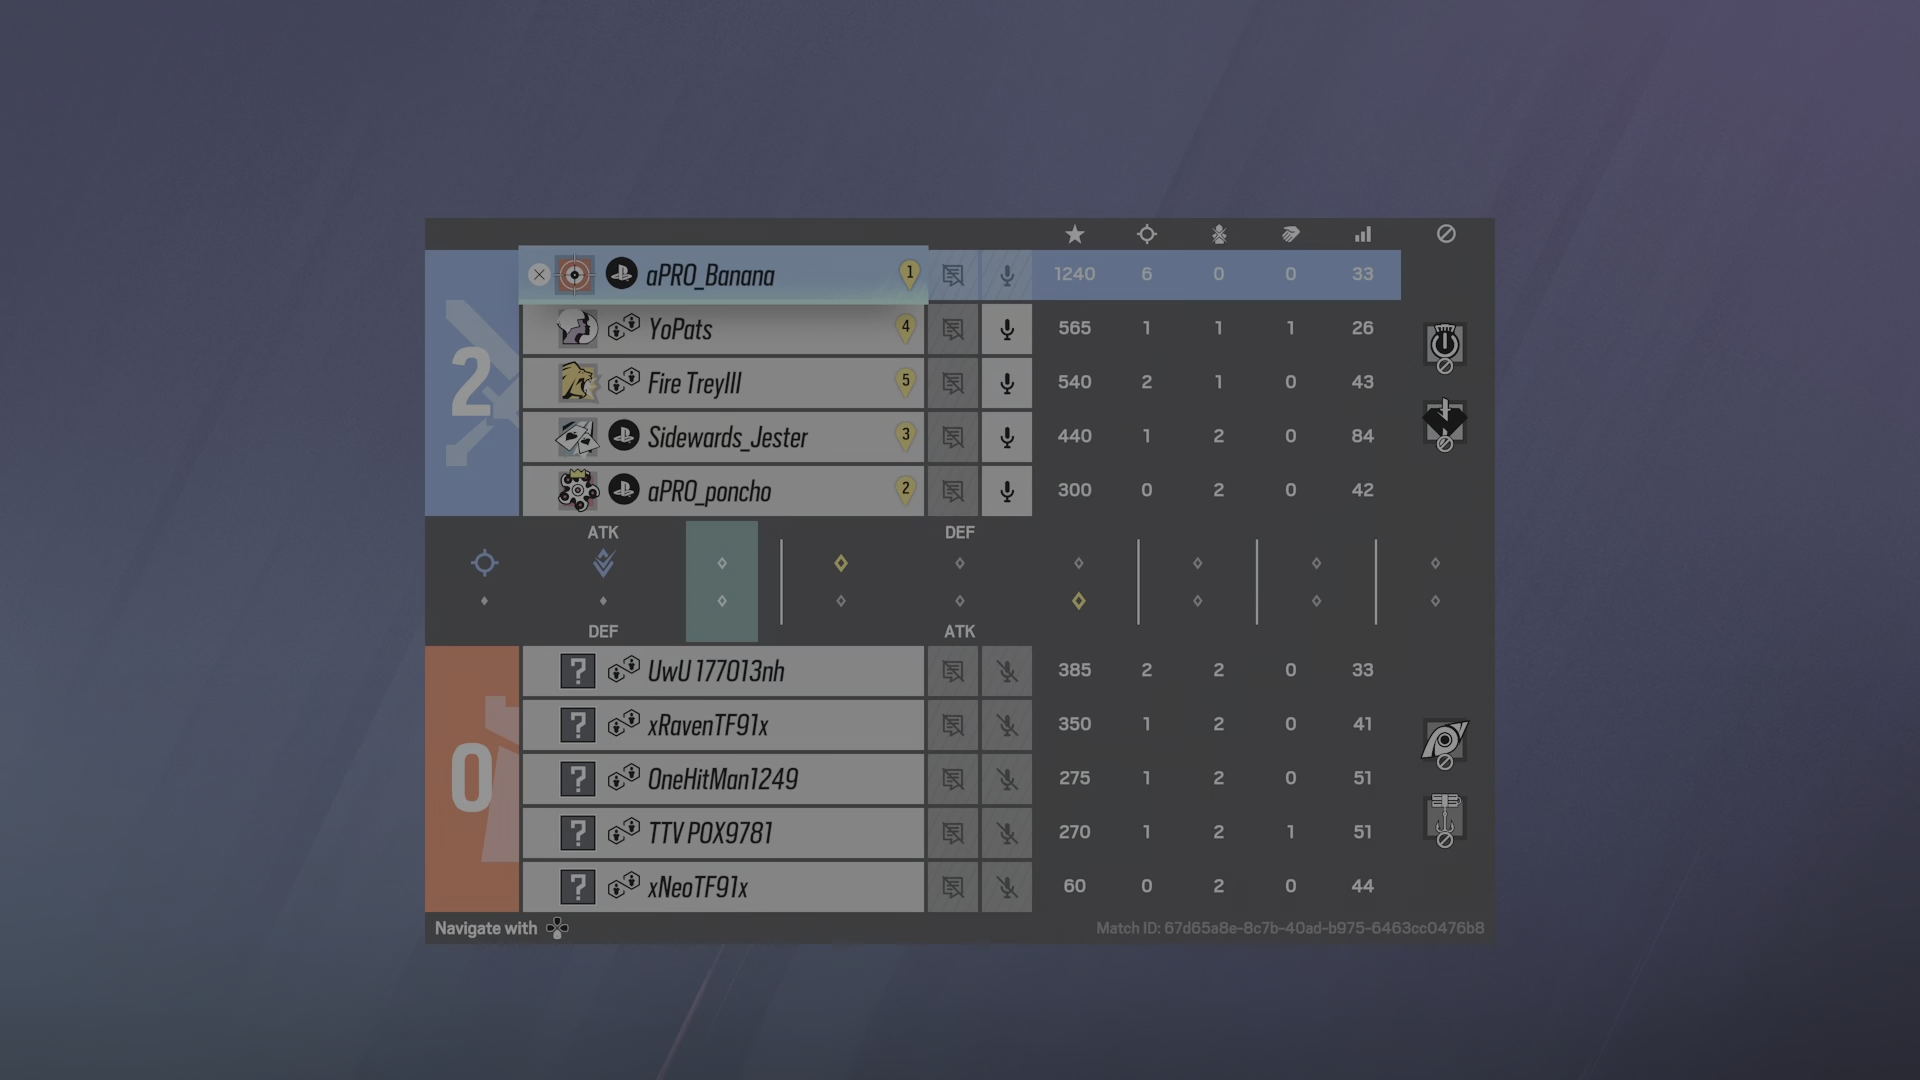 aPRO_Banana 1 1240 6 0 0 33
YoPats 4 565 1 1 1 26
Fire TreyIII 5 540 2 1 0 43
2
Sidewards_Jester 3 440 1 2 0 84
aPRO_poncho 2 300 0 2 0 42
ATK DEF
DEF ATK
? UwU 177013nh 385 2 2 0 33
? xRavenTF91x 350 1 2 0 41
0
? OneHitMan1249 275 1 2 0 51
? TTV POX9781 270 1 2 1 51
? xNeoTF91x 60 0 2 0 44
Navigate with Match ID: 67d65a8e-8c7b-40ad-b975-6463cc0476b8